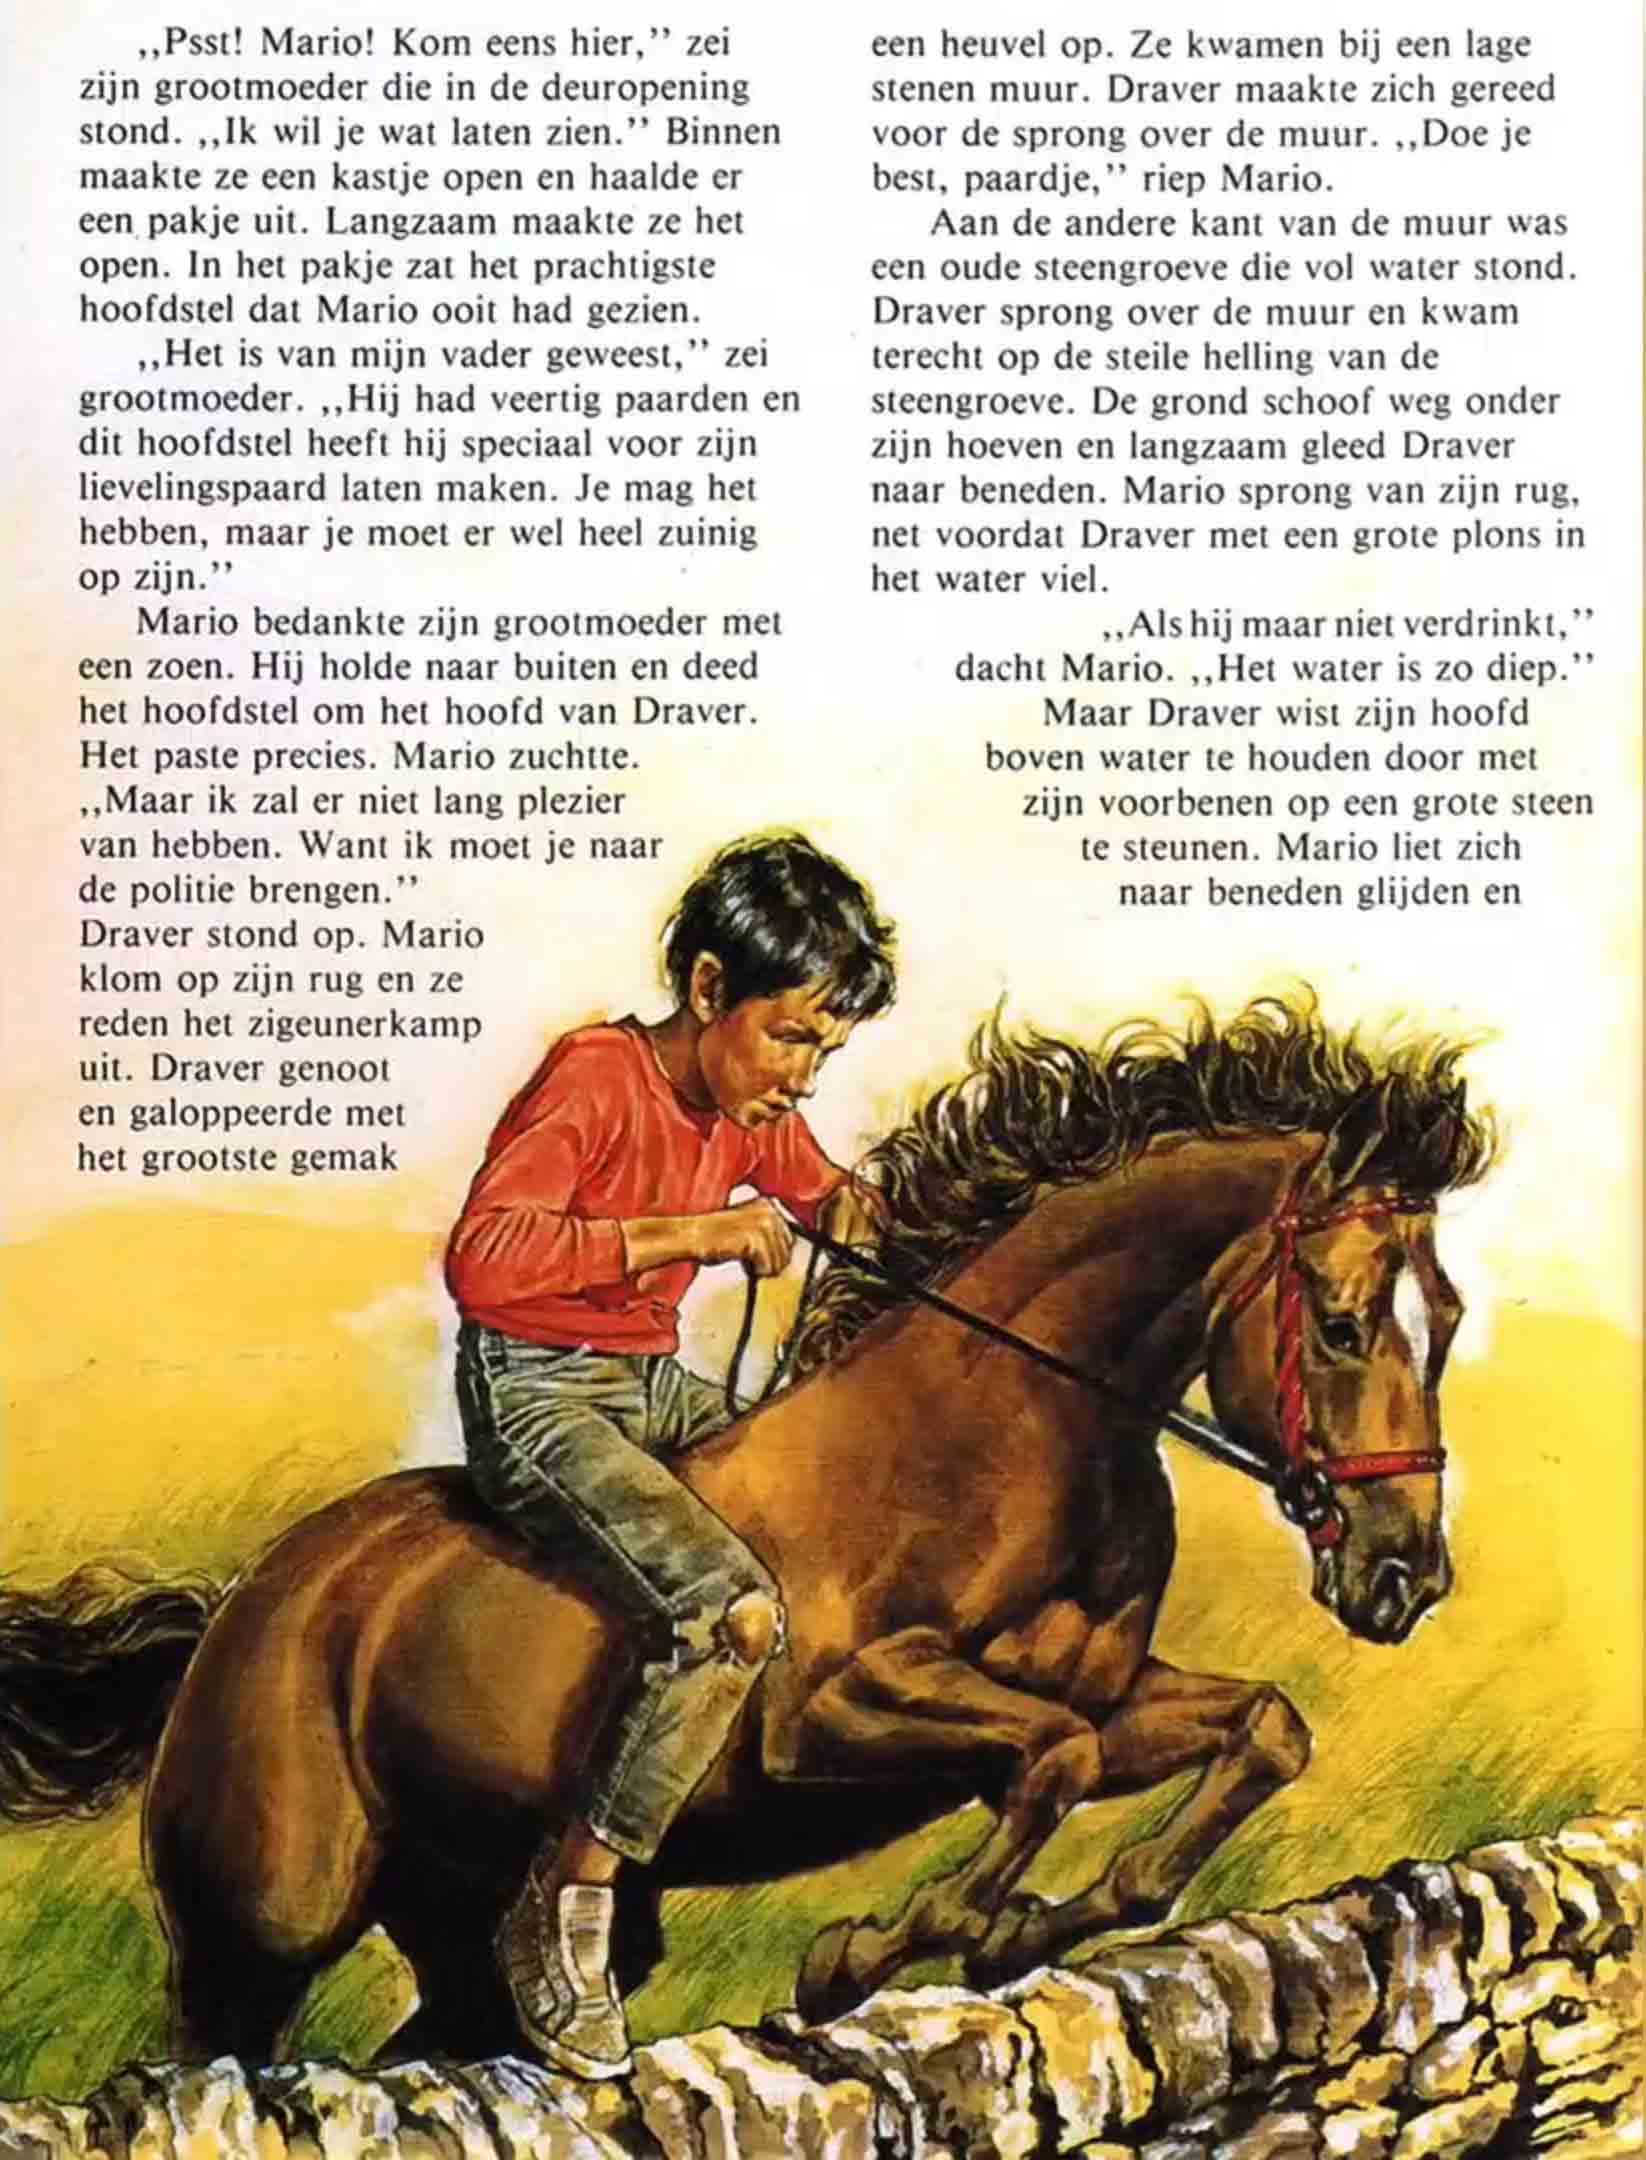 ,,Psst! Mario! Kom eens hier,’’ zei
zijn grootmoeder die in de deuropening
stond. ,,Ik wil je wat laten zien.’’ Binnen
maakte ze een kastje open en haalde er
een pakje uit. Langzaam maakte ze het
open. In het pakje zat het prachtigste
hoofdstel dat Mario ooit had gezien.
,,Het is van mijn vader geweest,’’ zei
grootmoeder. ,,Hij had veertig paarden en
dit hoofdstel heeft hij speciaal voor zijn
lievelingspaard laten maken. Je mag het
hebben, maar je moet er wel heel zuinig
op zijn.’’
Mario bedankte zijn grootmoeder met
een zoen. Hij holde naar buiten en deed
het hoofdstel om het hoofd van Draver.
Het paste precies. Mario zuchtte.
,,Maar ik zal er niet lang plezier
van hebben. Want ik moet je naar
de politie brengen.’’
Draver stond op. Mario
klom op zijn rug en ze
reden het zigeunerkamp
uit. Draver genoot
en galoppeerde met
het grootste gemak
een heuvel op. Ze kwamen bij een lage
stenen muur. Draver maakte zich gereed
voor de sprong over de muur. ,,Doe je
best, paardje,’’ riep Mario.
Aan de andere kant van de muur was
een oude steengroeve die vol water stond.
Draver sprong over de muur en kwam
terecht op de steile helling van de
steengroeve. De grond schoof weg onder
zijn hoeven en langzaam gleed Draver
naar beneden. Mario sprong van zijn rug,
net voordat Draver met een grote plons in
het water viel.
,,Als hij maar niet verdrinkt,’’
dacht Mario. ,,Het water is zo diep.’’
Maar Draver wist zijn hoofd
boven water te houden door met
zijn voorbenen op een grote steen
te steunen. Mario liet zich
naar beneden glijden en